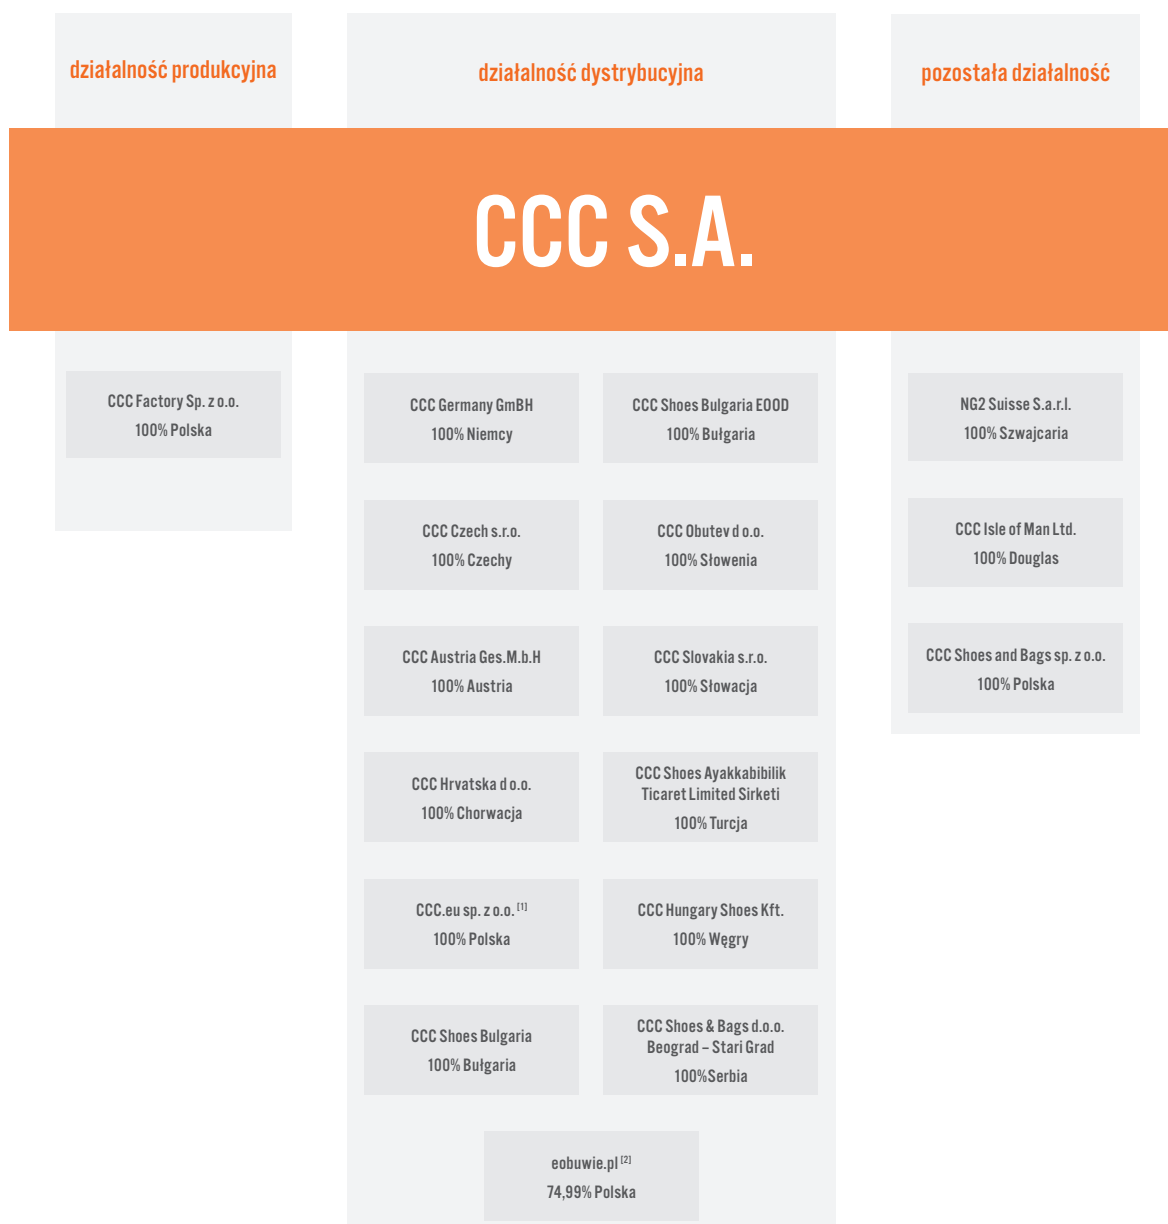 działalność produkcyjna
działalność dystrybucyjna
pozostała działalność
CCC S.A.
CCC Factory Sp. z o.o.
100% Polska
CCC Germany GmBH
100% Niemcy
CCC Shoes Bulgaria EOOD
100% Bułgaria
NG2 Suisse S.a.r.l.
100% Szwajcaria
CCC Czech s.r.o.
100% Czechy
CCC Obutev d o.o.
100% Słowenia
CCC Isle of Man Ltd.
100% Douglas
CCC Austria Ges.M.b.H
100% Austria
CCC Slovakia s.r.o.
100% Słowacja
CCC Shoes and Bags sp. z o.o.
100% Polska
CCC Hrvatska d o.o.
100% Chorwacja
CCC Shoes Ayakkabibilik
Ticaret Limited Sirketi
100% Turcja
CCC.eu sp. z o.o. [1]
100% Polska
CCC Hungary Shoes Kft.
100% Węgry
CCC Shoes Bulgaria
100% Bułgaria
CCC Shoes & Bags d.o.o.
Beograd – Stari Grad
100%Serbia
eobuwie.pl [2]
74,99% Polska